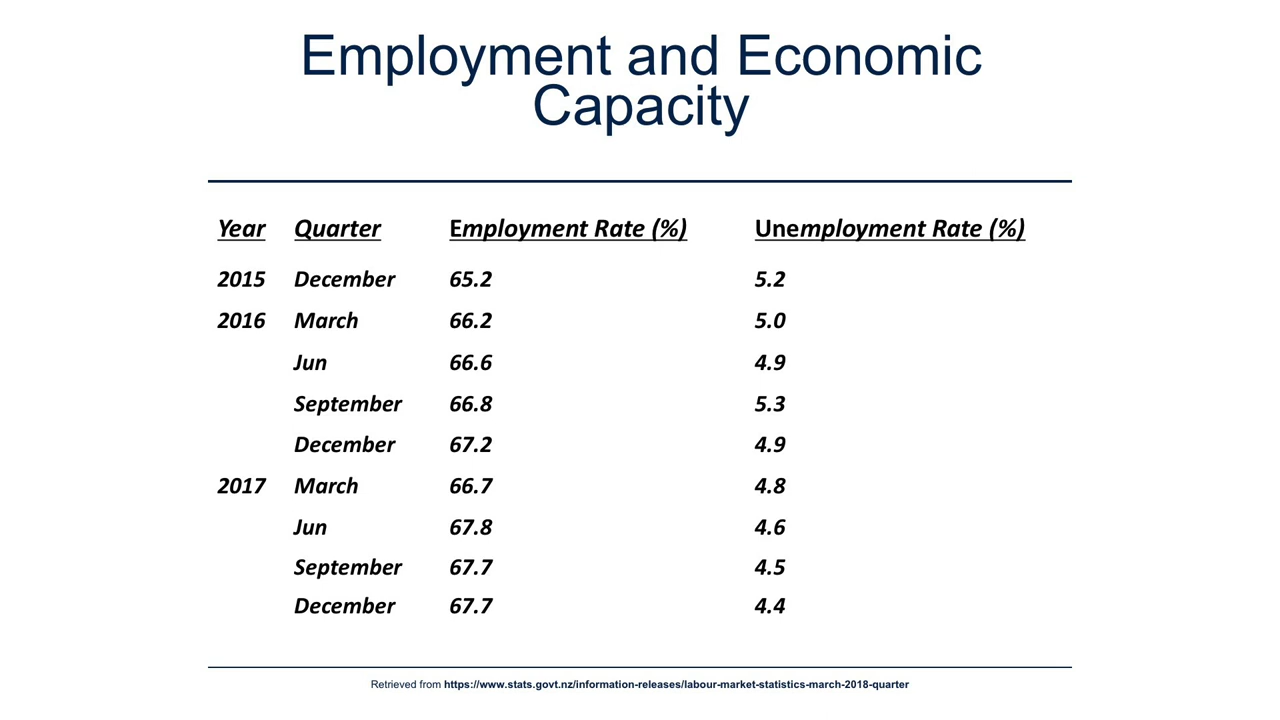 Employment and Economic
Capacity
Year Quarter Employment Rate (%) Unemployment Rate (%)
2015 December 65.2 5.2
2016 March 66.2 5.0
Jun 66.6 4.9
September 66.8 5.3
December 67.2 4.9
2017 March 66.7 4.8
Jun 67.8 4.6
September 67.7 4.5
December 67.7 4.4
Retrieved from https://www.stats.govt.nz/information-releases/labour-market-statistics-march-2018-quarter